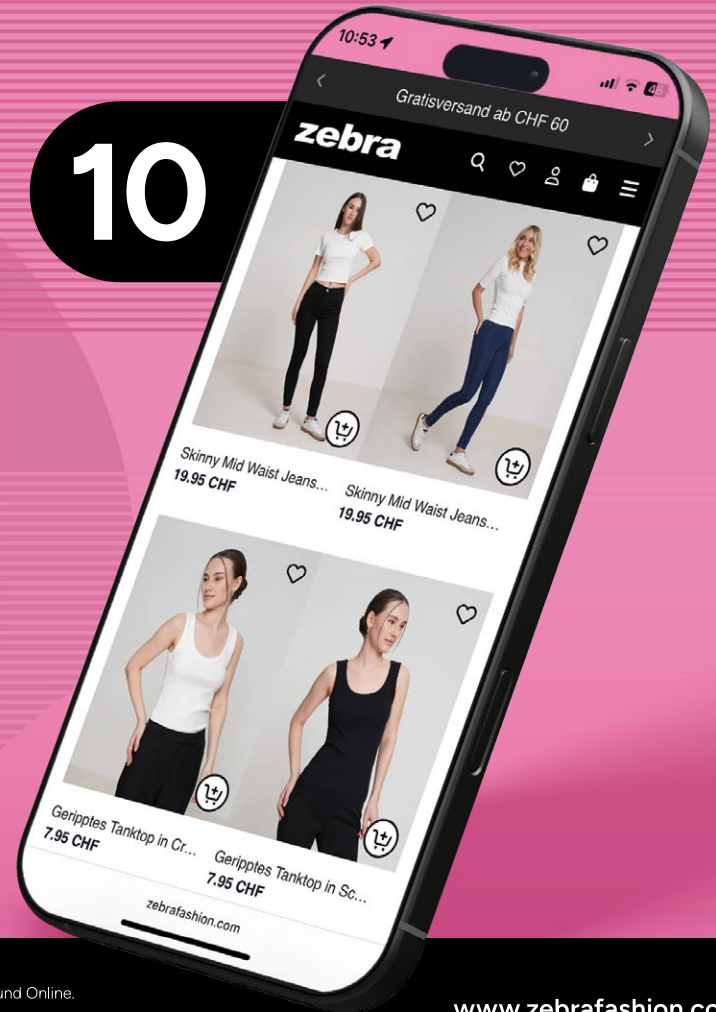 10:53
48
Gratisversand ab CHF 60
zebra
10
Skinny Mid Waist Jeans...
19.95 CHF
Skinny Mid Waist Jeans...
19.95 CHF
Geripptes Tanktop in Cr...
7.95 CHF
Geripptes Tanktop in Sc...
7.95 CHF
zebrafashion.com
und Online.
www.zebrafashion.co